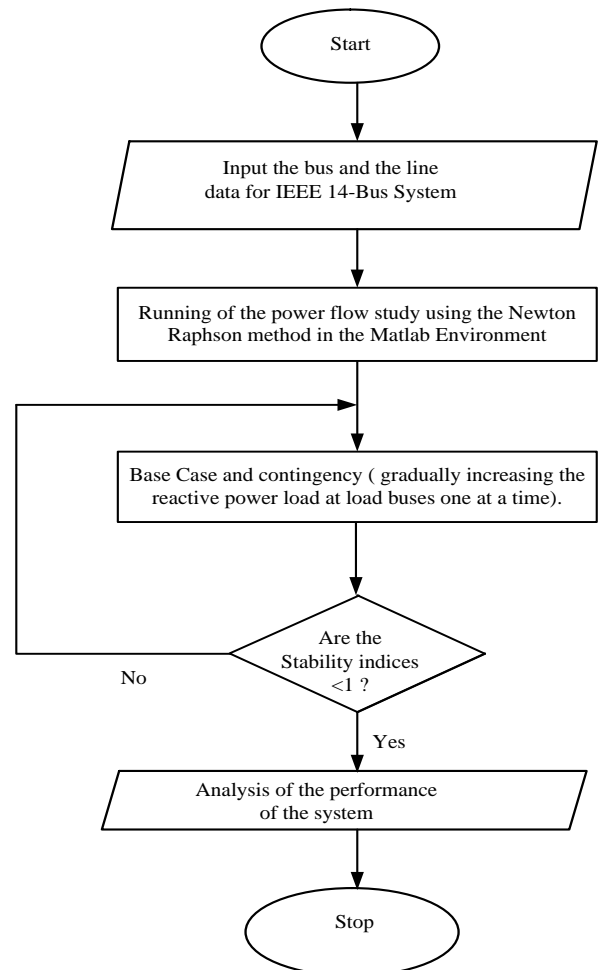 Start
Input the bus and the line
data for IEEE 14-Bus System
Running of the power flow study using the Newton
Raphson method in the Matlab Environment
Base Case and contingency ( gradually increasing the
reactive power load at load buses one at a time).
Are the
Stability indices
<1 ?
No
Yes
Analysis of the performance
of the system
Stop